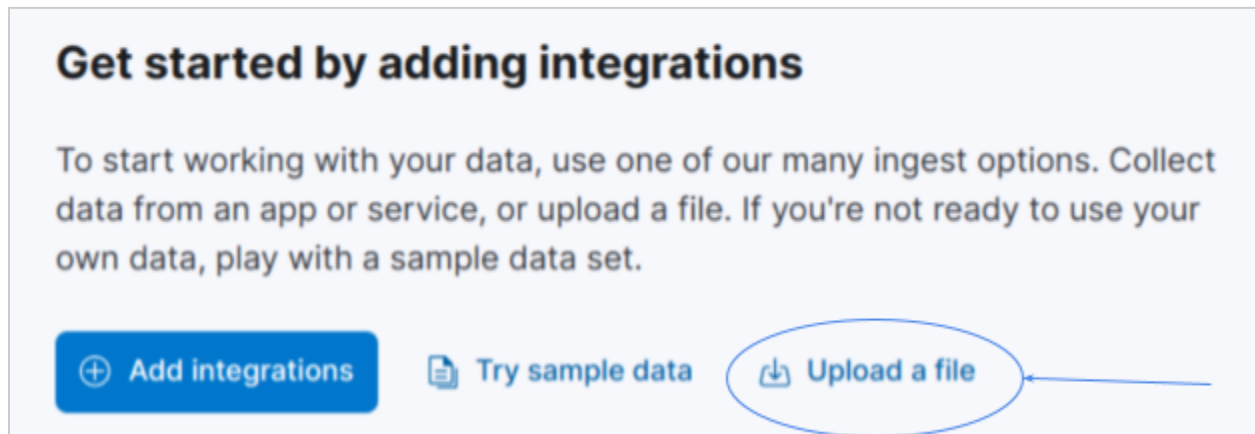 Get started by adding integrations
To start working with your data, use one of our many ingest options. Collect
data from an app or service, or upload a file. If you're not ready to use your
own data, play with a sample data set.
Add integrations Try sample data Upload a file